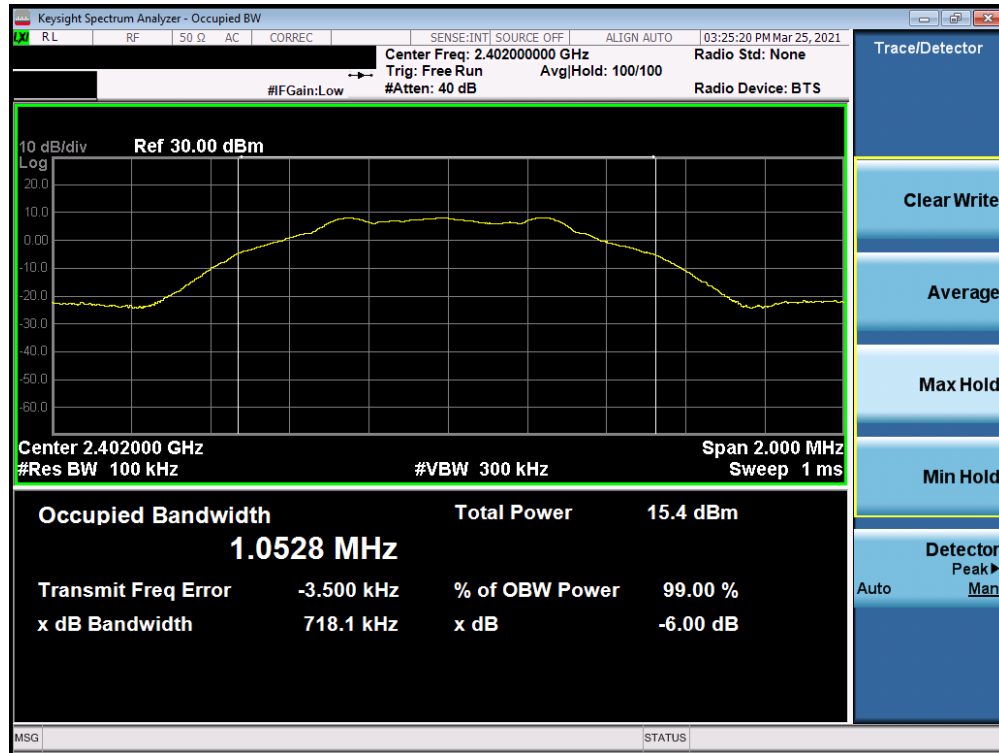 Keysight Spectrum Analyzer - Occupied BW
LXI RL RF 50 Ω AC CORREC SENSE:INT SOURCE OFF ALIGN AUTO 03:25:20 PM Mar 25, 2021
Center Freq: 2.402000000 GHz Radio Std: None
Trig: Free Run Avg|Hold: 100/100
#IFGain:Low #Atten: 40 dB Radio Device: BTS
Trace/Detector
10 dB/div Ref 30.00 dBm
Log
20.0
10.0
0.00
-10.0
-20.0
-30.0
-40.0
-50.0
-60.0
Center 2.402000 GHz Span 2.000 MHz
#Res BW 100 kHz #VBW 300 kHz Sweep 1 ms
Occupied Bandwidth Total Power 15.4 dBm
1.0528 MHz
Transmit Freq Error -3.500 kHz % of OBW Power 99.00 %
x dB Bandwidth 718.1 kHz x dB -6.00 dB
Clear Write
Average
Max Hold
Min Hold
Detector
Peak▶
Auto Man
MSG STATUS